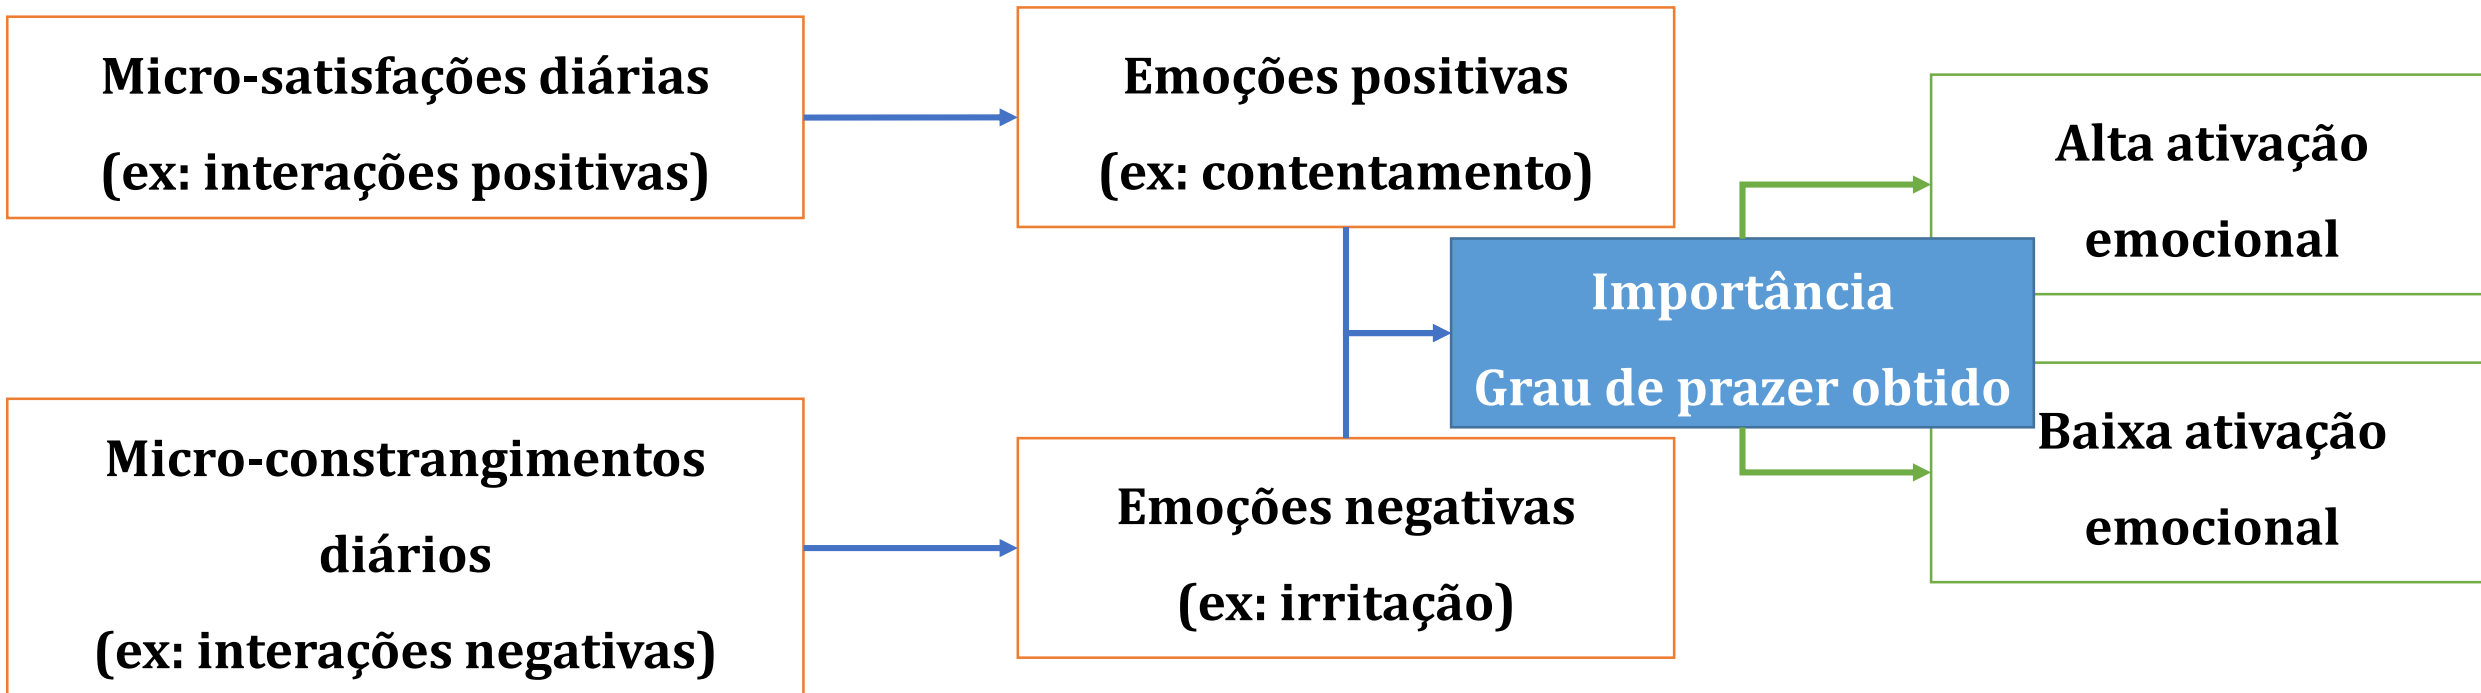 Micro-satisfações diárias
(ex: interações positivas)
Emoções positivas
(ex: contentamento)
Alta ativação
emocional
Importância
Grau de prazer obtido
Baixa ativação
emocional
Micro-constrangimentos
diários
(ex: interações negativas)
Emoções negativas
(ex: irritação)